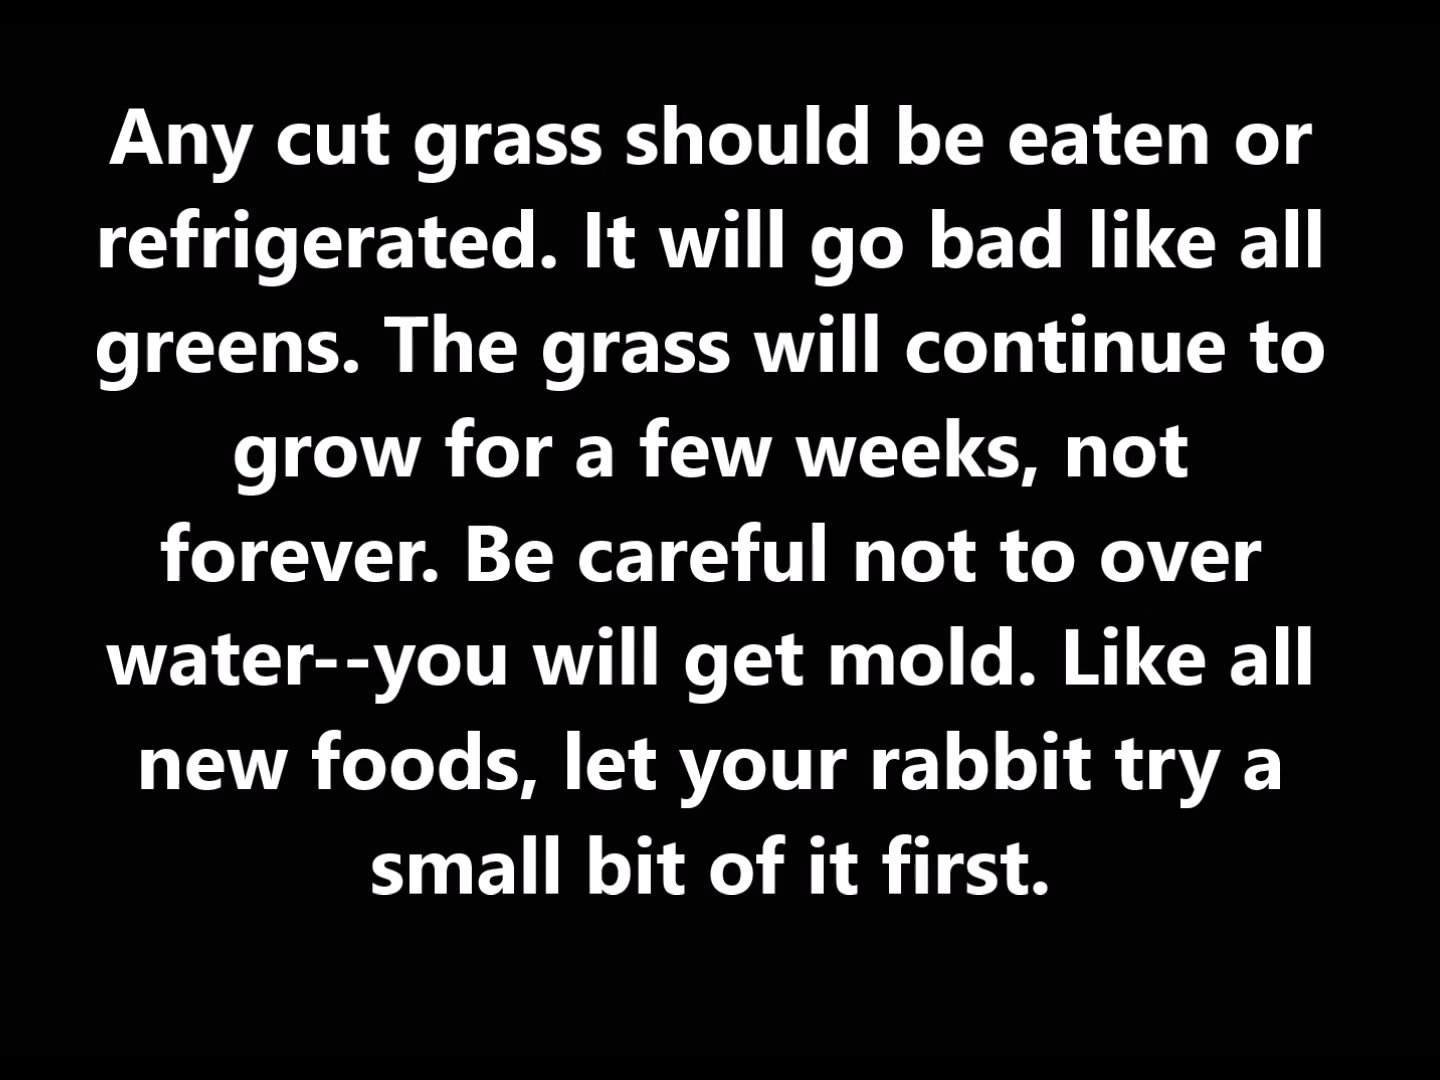 Any cut grass should be eaten or
refrigerated. It will go bad like all
greens. The grass will continue to
grow for a few weeks, not
forever. Be careful not to over
water--you will get mold. Like all
new foods, let your rabbit try a
small bit of it first.